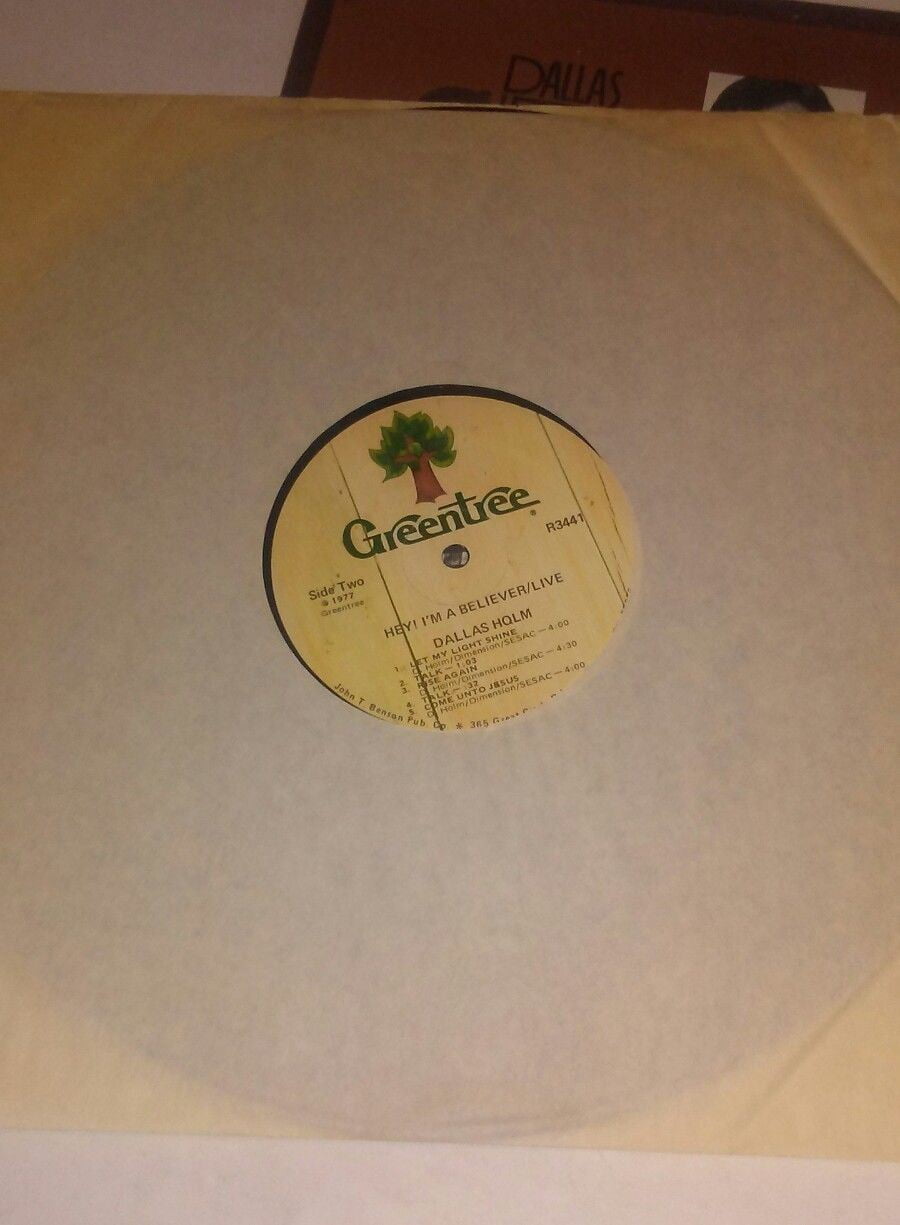 DALLAS
Greentree®
R3441
Side Two
℗ 1977
Greentree
HEY! I'M A BELIEVER/LIVE
DALLAS HOLM
1. LET MY LIGHT SHINE
D Holm/Dimension/SESAC — 4:00
2. TALK — 1:03
3. RISE AGAIN
D Holm/Dimension/SESAC — 4:30
4. TALK — :32
5. COME UNTO JESUS
D Holm/Dimension/SESAC — 4:00
John T. Benson Pub. Co. * 365 Great